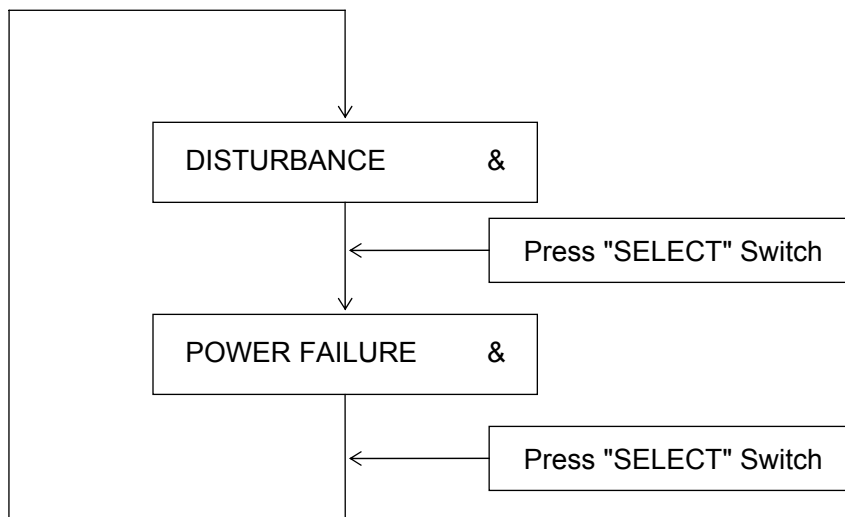 DISTURBANCE &
Press "SELECT" Switch
POWER FAILURE &
Press "SELECT" Switch